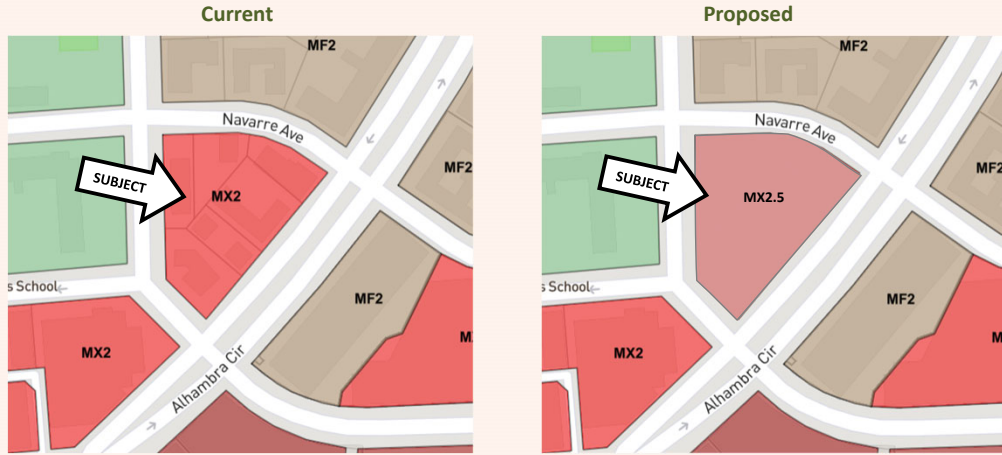 Current
MF2
Navarre Ave
MF2
SUBJECT
MX2
s School
MF2
MX2
M
Alhambra Cir
Proposed
MF2
Navarre Ave
MF2
SUBJECT
MX2.5
s School
MF2
MX2
M
Alhambra Cir